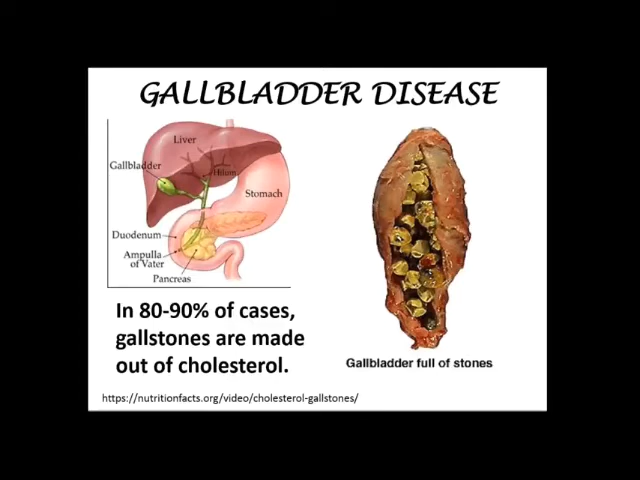 GALLBLADDER DISEASE
Liver
Gallbladder
Hilum
Stomach
Duodenum
Ampulla
of Vater
Pancreas
In 80-90% of cases,
gallstones are made
out of cholesterol.
Gallbladder full of stones
https://nutritionfacts.org/video/cholesterol-gallstones/